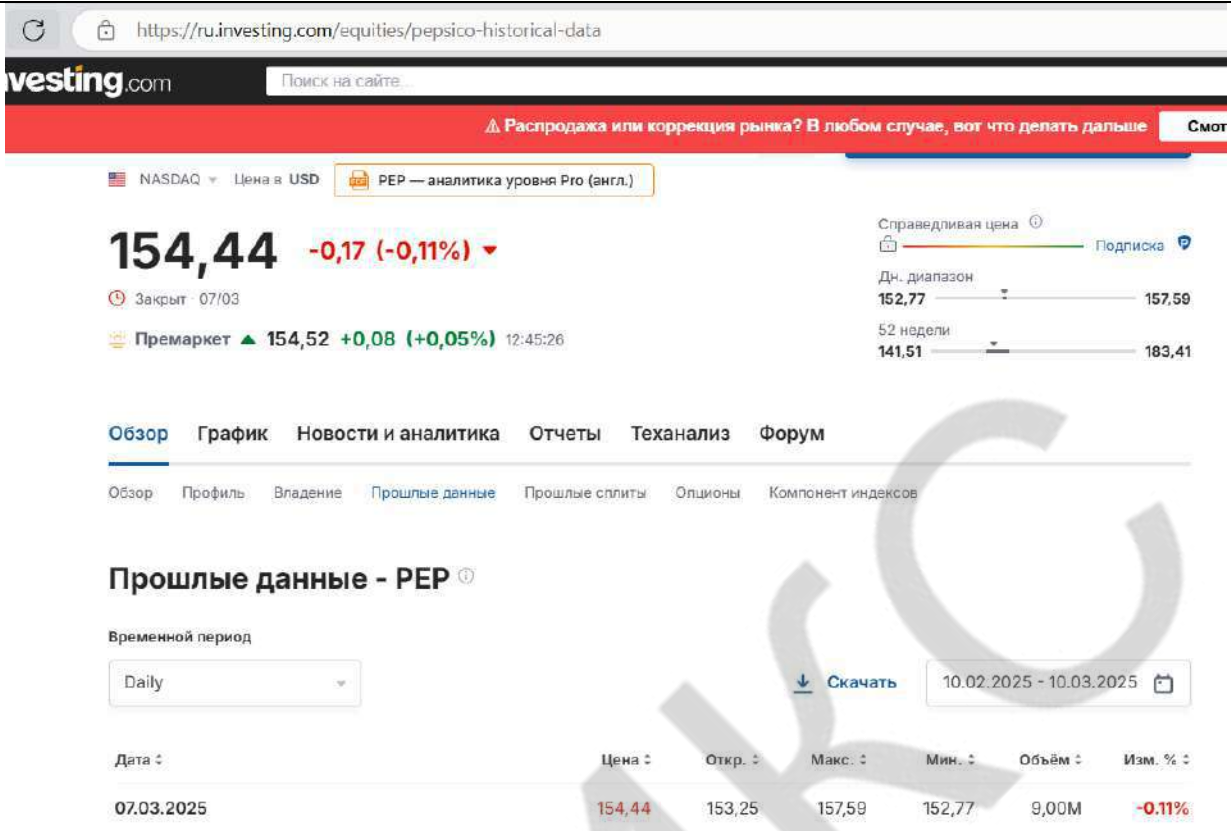 https://ru.investing.com/equities/pepsico-historical-data
nvesting.com Поиск на сайте...
⚠ Распродажа или коррекция рынка? В любом случае, вот что делать дальше Смот
NASDAQ Цена в USD PEP — аналитика уровня Pro (англ.)
154,44 -0,17 (-0,11%)
Справедливая цена
Подписка
Закрыт · 07/03
Дн. диапазон
152,77 157,59
Премаркет ▲ 154,52 +0,08 (+0,05%) 12:45:26
52 недели
141,51 183,41
Обзор График Новости и аналитика Отчеты Теханализ Форум
Обзор Профиль Владение Прошлые данные Прошлые сплиты Опционы Компонент индексов
Прошлые данные - PEP
Временной период
Daily Скачать 10.02.2025 - 10.03.2025
Дата Цена Откр. Макс. Мин. Объём Изм. %
07.03.2025 154,44 153,25 157,59 152,77 9,00M -0.11%